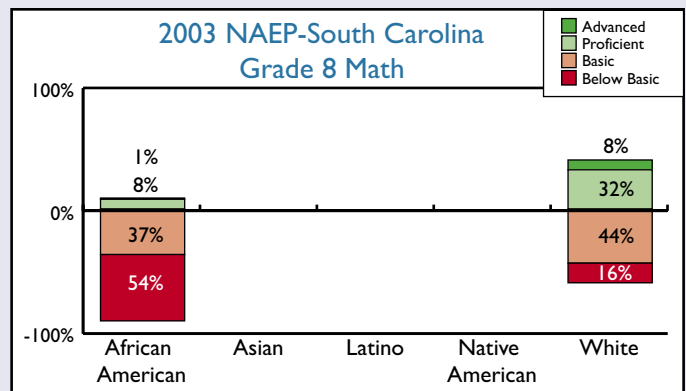 2003 NAEP-South Carolina
Grade 8 Math
Advanced
Proficient
Basic
Below Basic
100%
0%
-100%
1%
8%
37%
54%
8%
32%
44%
16%
African American
Asian
Latino
Native American
White